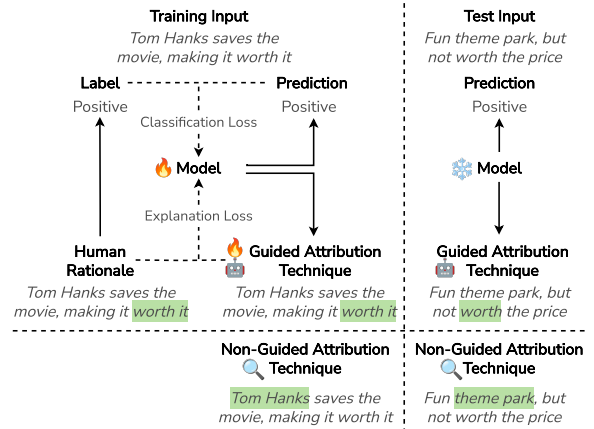 Training Input
Tom Hanks saves the
movie, making it worth it
Label
Prediction
Positive
Positive
Classification Loss
Model
Explanation Loss
Human
Rationale
Guided Attribution
Technique
Tom Hanks saves the
movie, making it worth it
Tom Hanks saves the
movie, making it worth it
Non-Guided Attribution
Technique
Tom Hanks saves the
movie, making it worth it
Test Input
Fun theme park, but
not worth the price
Prediction
Positive
Model
Guided Attribution
Technique
Fun theme park, but
not worth the price
Non-Guided Attribution
Technique
Fun theme park, but
not worth the price